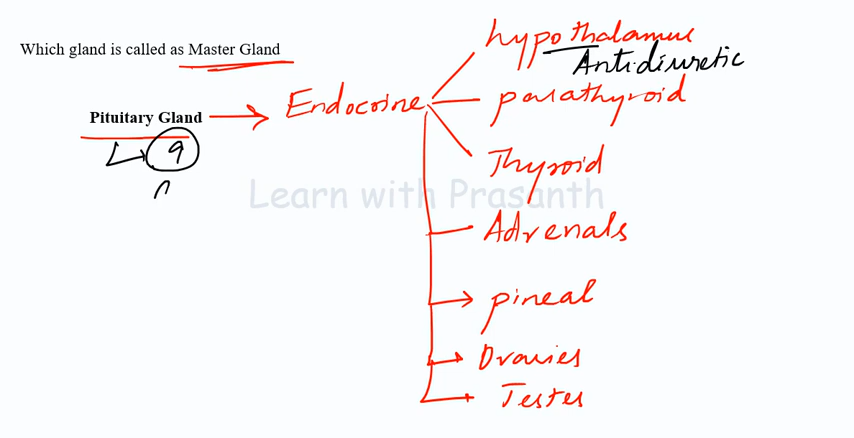 Which gland is called as Master Gland
hypothalamus
Antidiuretic
Pituitary Gland → Endocrine
parathyroid
9
Thyroid
Learn with Prasanth
Adrenals
pineal
Ovaries
Testes